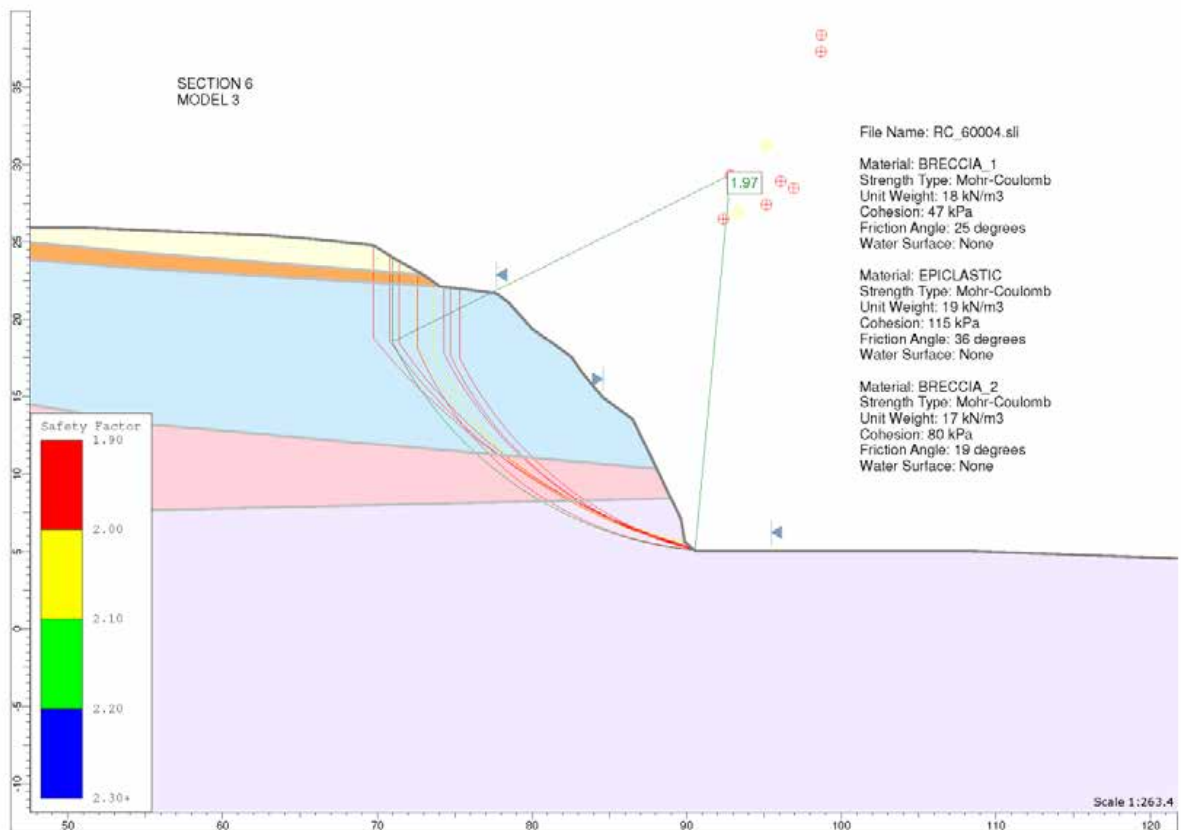 35
30
25
20
15
10
5
0
-5
-10
SECTION 6
MODEL 3
1.97
File Name: RC_60004.sli
Material: BRECCIA_1
Strength Type: Mohr-Coulomb
Unit Weight: 18 kN/m3
Cohesion: 47 kPa
Friction Angle: 25 degrees
Water Surface: None
Material: EPICLASTIC
Strength Type: Mohr-Coulomb
Unit Weight: 19 kN/m3
Cohesion: 115 kPa
Friction Angle: 36 degrees
Water Surface: None
Material: BRECCIA_2
Strength Type: Mohr-Coulomb
Unit Weight: 17 kN/m3
Cohesion: 80 kPa
Friction Angle: 19 degrees
Water Surface: None
Safety Factor
1.90
2.00
2.10
2.20
2.30+
Scale 1:263.4
50 60 70 80 90 100 110 120